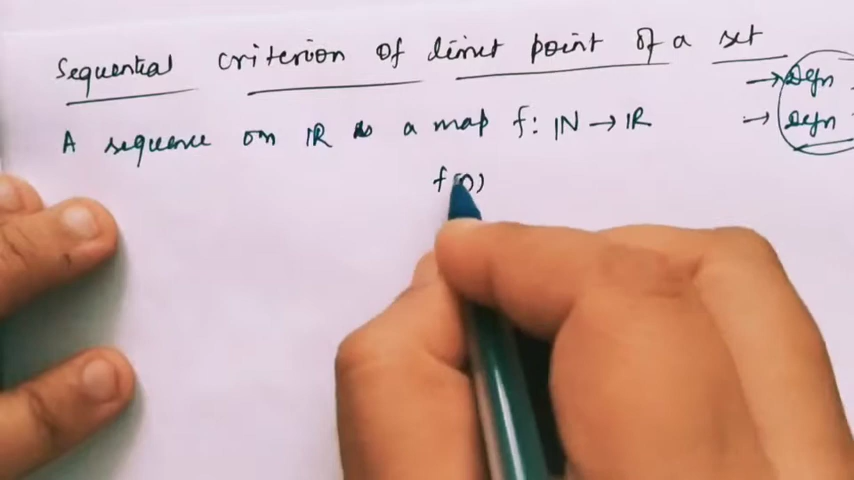 Sequential criterion of limit point of a set
→ Defn
A sequence on ℝ is a map f: ℕ → ℝ
→ Defn
f(n)